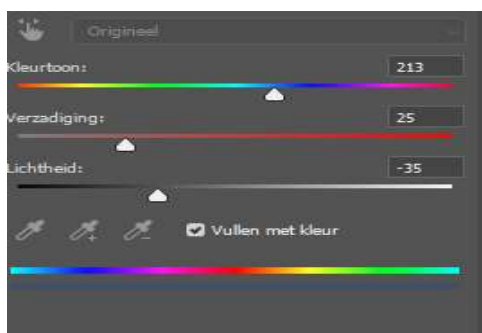 Origineel
Kleurtoon: 213
Verzadiging: 25
Lichtheid: -35
Vullen met kleur